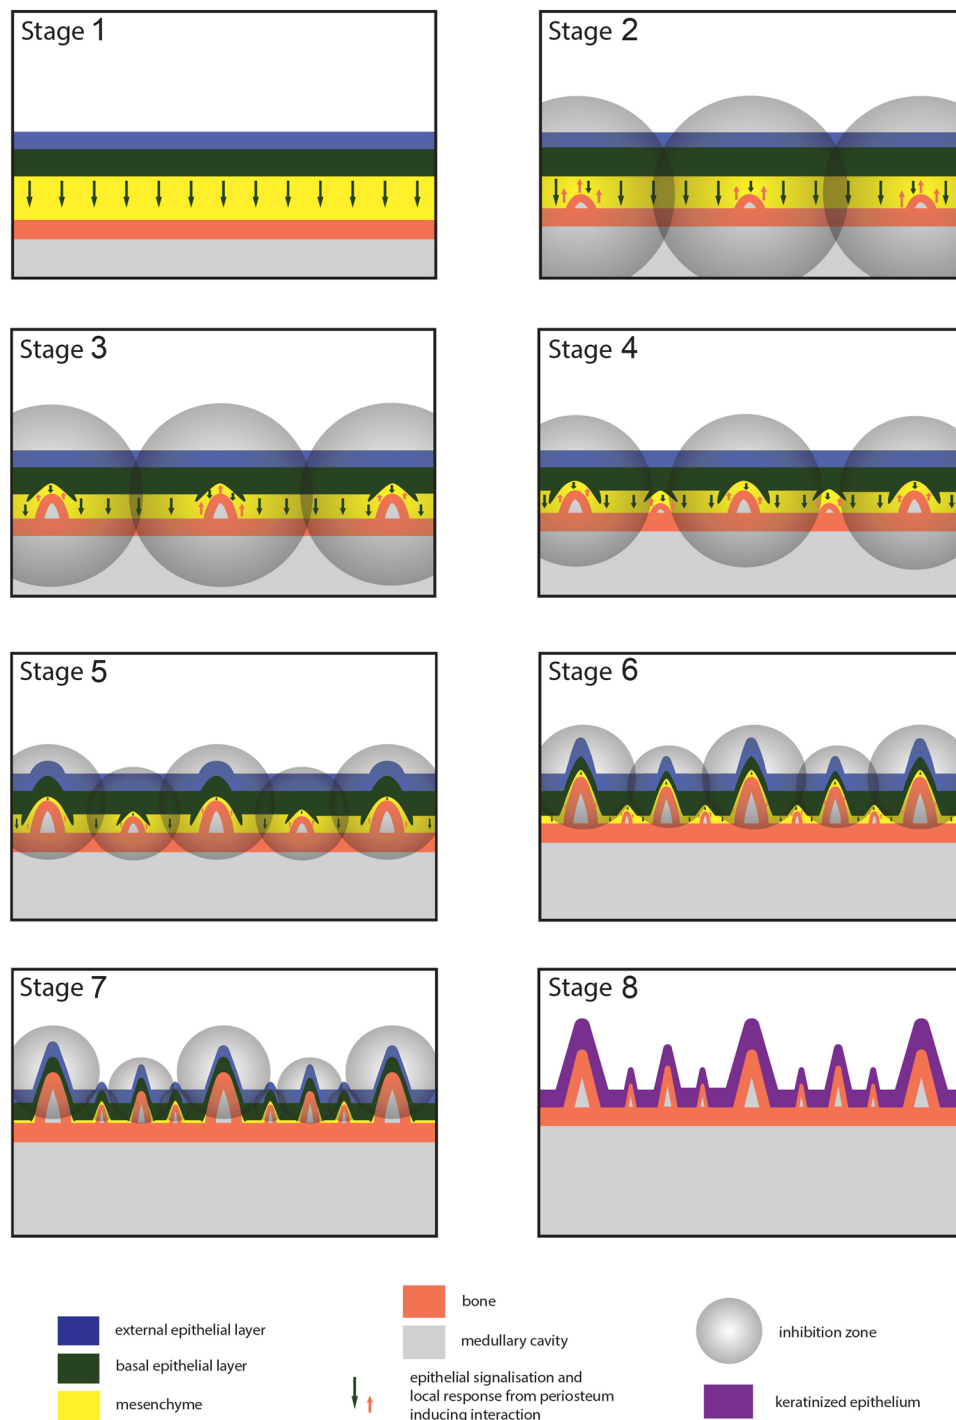 Stage 1
Stage 2
Stage 3
Stage 4
Stage 5
Stage 6
Stage 7
Stage 8
external epithelial layer
basal epithelial layer
mesenchyme
bone
medullary cavity
epithelial signalisation and
local response from periosteum
inducing interaction
inhibition zone
keratinized epithelium